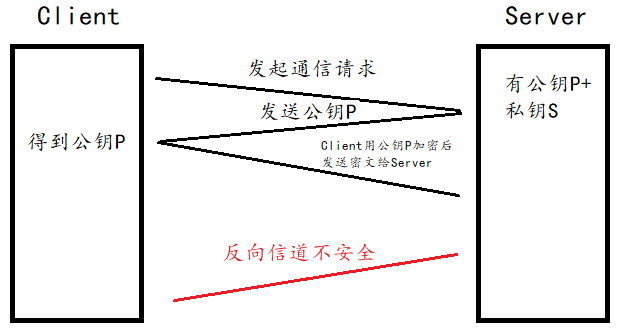 Client
Server
发起通信请求
有公钥P+
私钥S
发送公钥P
得到公钥P
Client用公钥P加密后
发送密文给Server
反向信道不安全